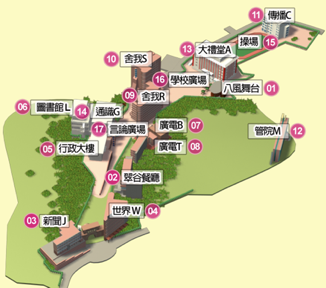 11 傳播C
操場 15
13 大禮堂A
10 舍我S
16 學校廣場
八風舞台 01
09 舍我R
06 圖書館L
14 通識G
17 言論廣場
廣電B 07
管院M 12
05 行政大樓
廣電T 08
02 翠谷餐廳
世界W 04
03 新聞J